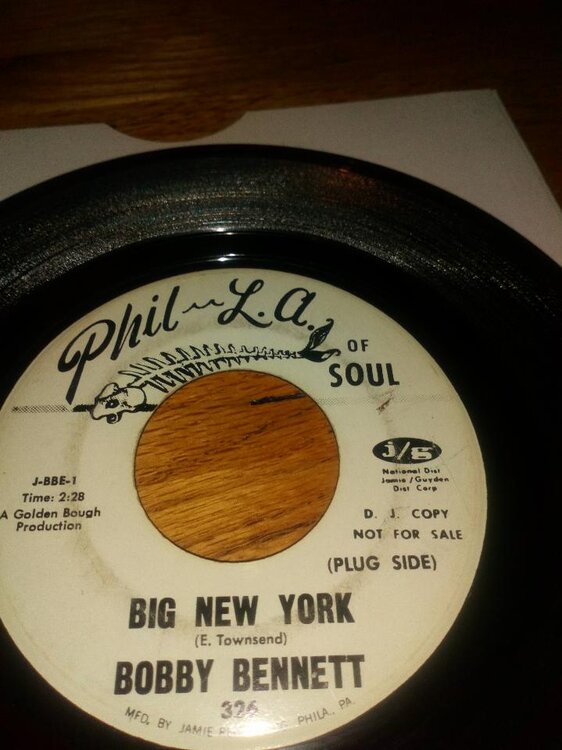 Phil-L.A.
OF
SOUL
j/g
National Dist
Jamie/Guyden
Dist Corp
J-BBE-1
Time: 2:28
A Golden Bough
Production
D. J. COPY
NOT FOR SALE
(PLUG SIDE)
BIG NEW YORK
(E. Townsend)
BOBBY BENNETT
326
MFD. BY JAMIE PHILA., PA.